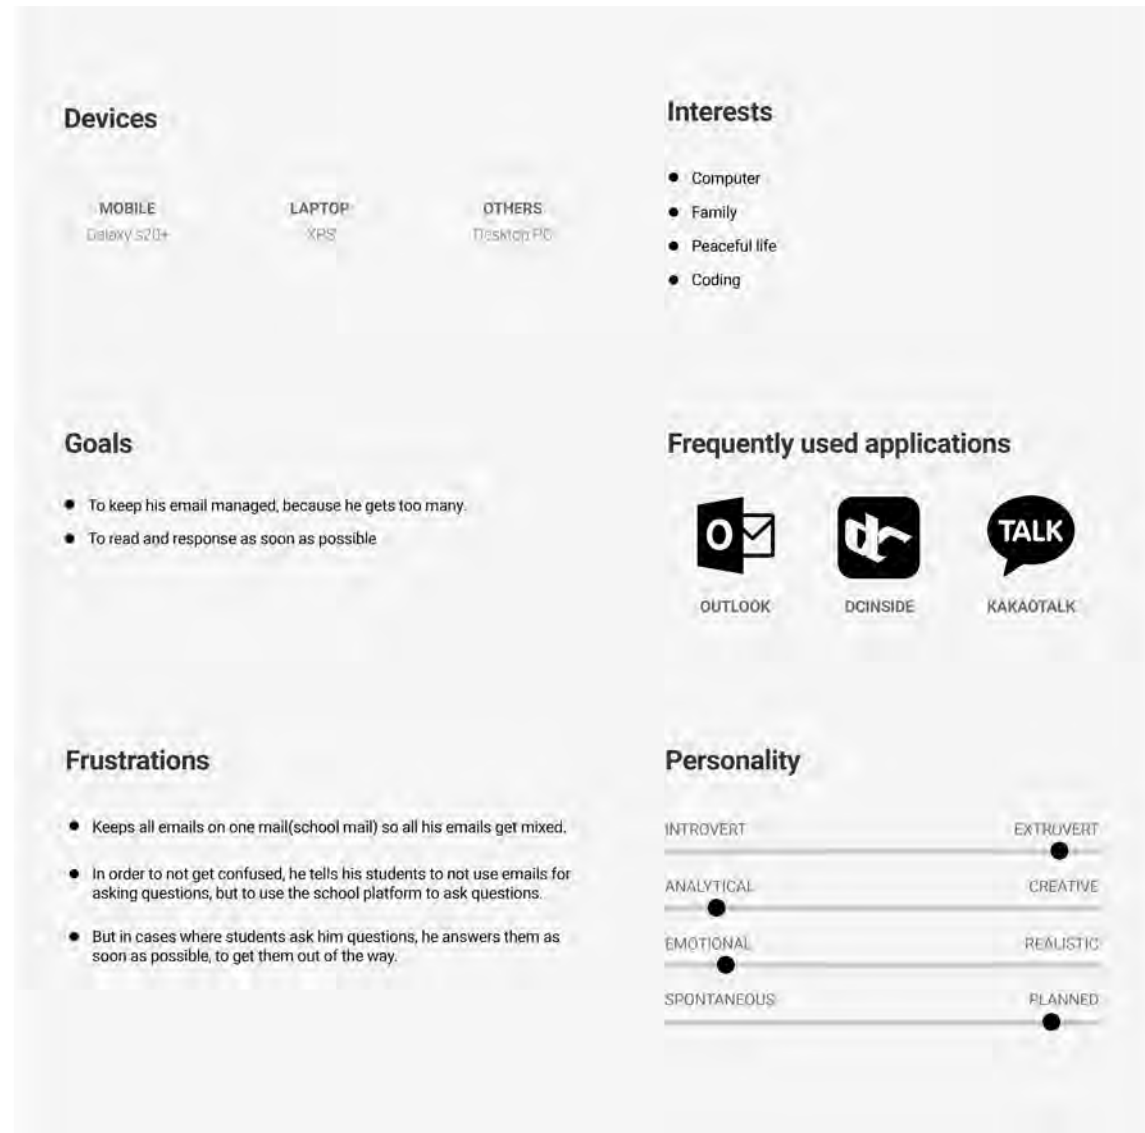 Devices
MOBILE
Galaxy s20+
LAPTOP
XPS
OTHERS
Desktop PC
Interests
Computer
Family
Peaceful life
Coding
Goals
To keep his email managed, because he gets too many.
To read and response as soon as possible
Frequently used applications
O
OUTLOOK
dc
DCINSIDE
TALK
KAKAOTALK
Frustrations
Keeps all emails on one mail(school mail) so all his emails get mixed.
In order to not get confused, he tells his students to not use emails for
asking questions, but to use the school platform to ask questions.
But in cases where students ask him questions, he answers them as
soon as possible, to get them out of the way.
Personality
INTROVERT EXTROVERT
ANALYTICAL CREATIVE
EMOTIONAL REALISTIC
SPONTANEOUS PLANNED